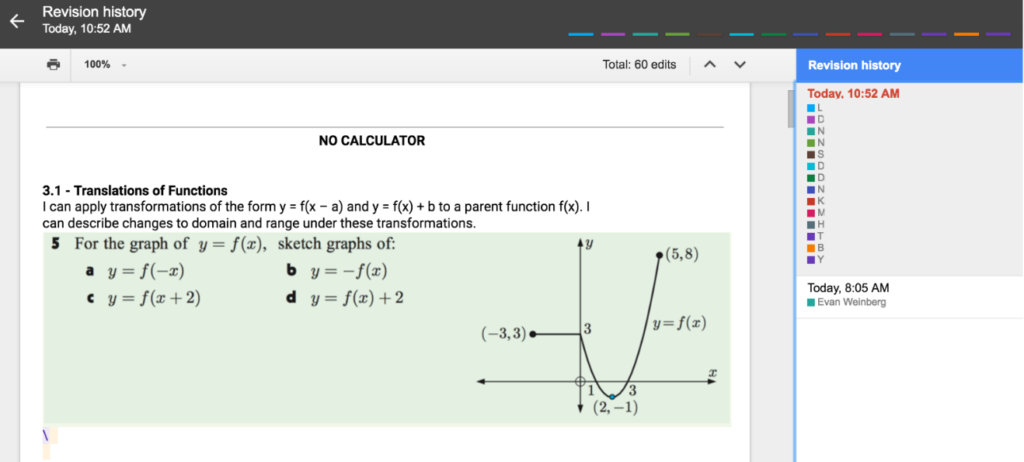 Revision history
Today, 10:52 AM
100%
Total: 60 edits
Revision history
NO CALCULATOR
3.1 - Translations of Functions
I can apply transformations of the form y = f(x – a) and y = f(x) + b to a parent function f(x). I
can describe changes to domain and range under these transformations.
5 For the graph of y = f(x), sketch graphs of:
a y = f(−x) b y = −f(x)
c y = f(x + 2) d y = f(x) + 2
y
(5,8)
(−3,3)
3
y = f(x)
x
1
3
(2,−1)
\
Today, 10:52 AM
L
D
N
N
S
D
D
N
K
M
H
T
B
Y
Today, 8:05 AM
Evan Weinberg